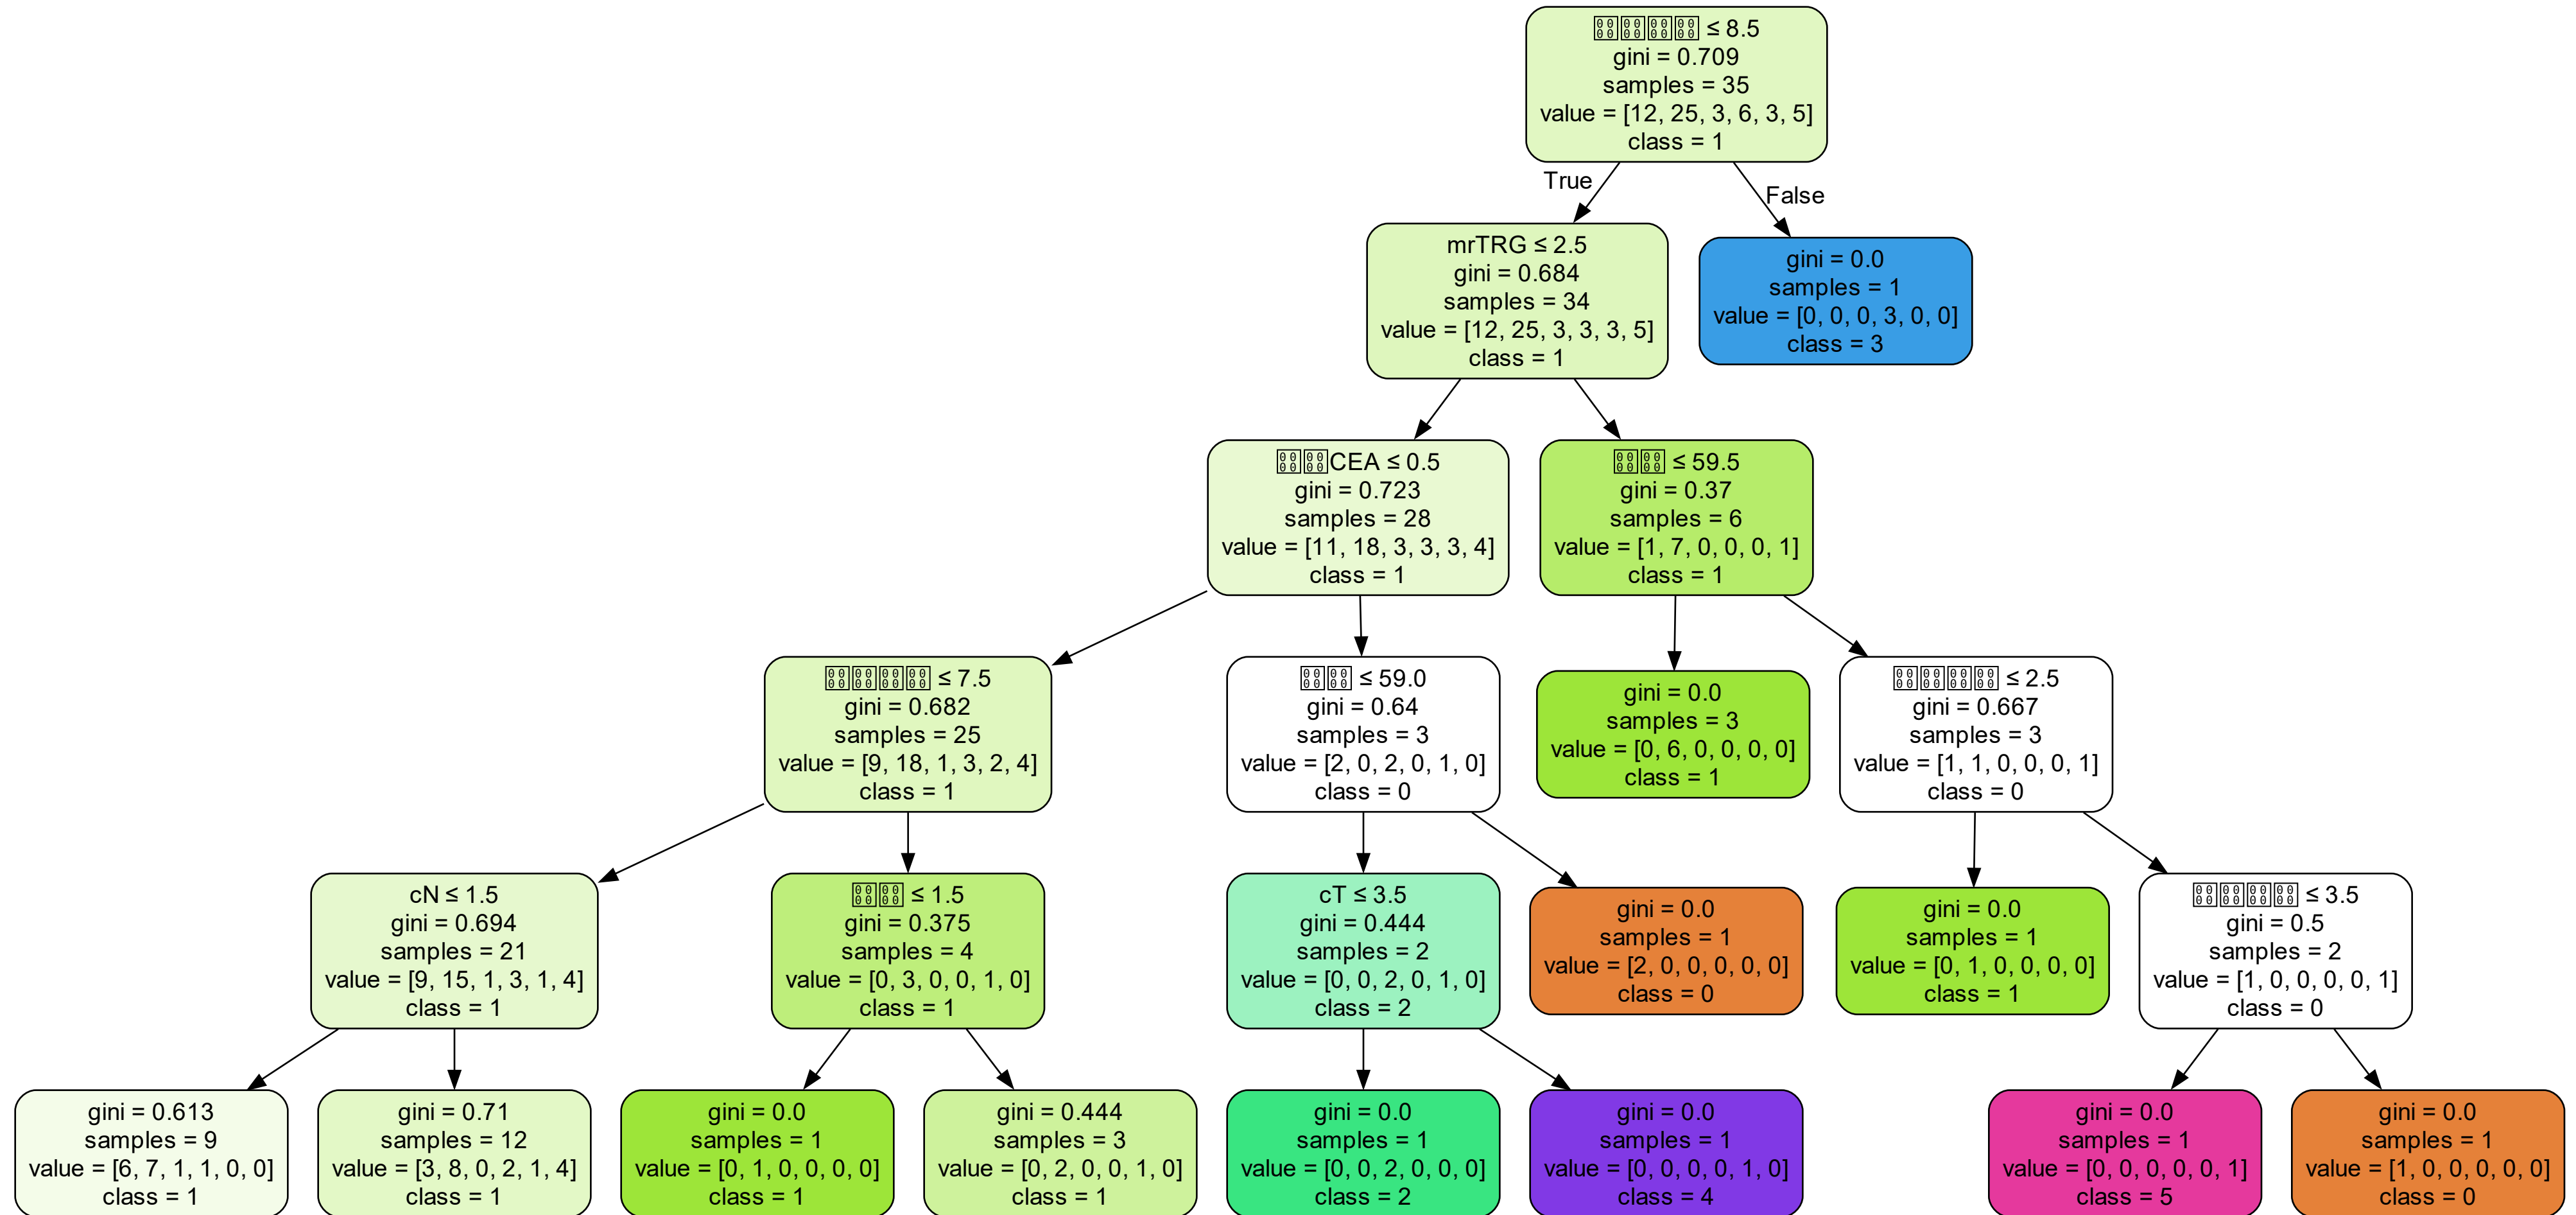 ≤ 8.5
gini = 0.709
samples = 35
value = [12, 25, 3, 6, 3, 5]
class = 1
True
False
mrTRG ≤ 2.5
gini = 0.684
samples = 34
value = [12, 25, 3, 3, 3, 5]
class = 1
gini = 0.0
samples = 1
value = [0, 0, 0, 3, 0, 0]
class = 3
CEA ≤ 0.5
gini = 0.723
samples = 28
value = [11, 18, 3, 3, 3, 4]
class = 1
≤ 59.5
gini = 0.37
samples = 6
value = [1, 7, 0, 0, 0, 1]
class = 1
≤ 7.5
gini = 0.682
samples = 25
value = [9, 18, 1, 3, 2, 4]
class = 1
≤ 59.0
gini = 0.64
samples = 3
value = [2, 0, 2, 0, 1, 0]
class = 0
gini = 0.0
samples = 3
value = [0, 6, 0, 0, 0, 0]
class = 1
≤ 2.5
gini = 0.667
samples = 3
value = [1, 1, 0, 0, 0, 1]
class = 0
cN ≤ 1.5
gini = 0.694
samples = 21
value = [9, 15, 1, 3, 1, 4]
class = 1
≤ 1.5
gini = 0.375
samples = 4
value = [0, 3, 0, 0, 1, 0]
class = 1
cT ≤ 3.5
gini = 0.444
samples = 2
value = [0, 0, 2, 0, 1, 0]
class = 2
gini = 0.0
samples = 1
value = [2, 0, 0, 0, 0, 0]
class = 0
gini = 0.0
samples = 1
value = [0, 1, 0, 0, 0, 0]
class = 1
≤ 3.5
gini = 0.5
samples = 2
value = [1, 0, 0, 0, 0, 1]
class = 0
gini = 0.613
samples = 9
value = [6, 7, 1, 1, 0, 0]
class = 1
gini = 0.71
samples = 12
value = [3, 8, 0, 2, 1, 4]
class = 1
gini = 0.0
samples = 1
value = [0, 1, 0, 0, 0, 0]
class = 1
gini = 0.444
samples = 3
value = [0, 2, 0, 0, 1, 0]
class = 1
gini = 0.0
samples = 1
value = [0, 0, 2, 0, 0, 0]
class = 2
gini = 0.0
samples = 1
value = [0, 0, 0, 0, 1, 0]
class = 4
gini = 0.0
samples = 1
value = [0, 0, 0, 0, 0, 1]
class = 5
gini = 0.0
samples = 1
value = [1, 0, 0, 0, 0, 0]
class = 0